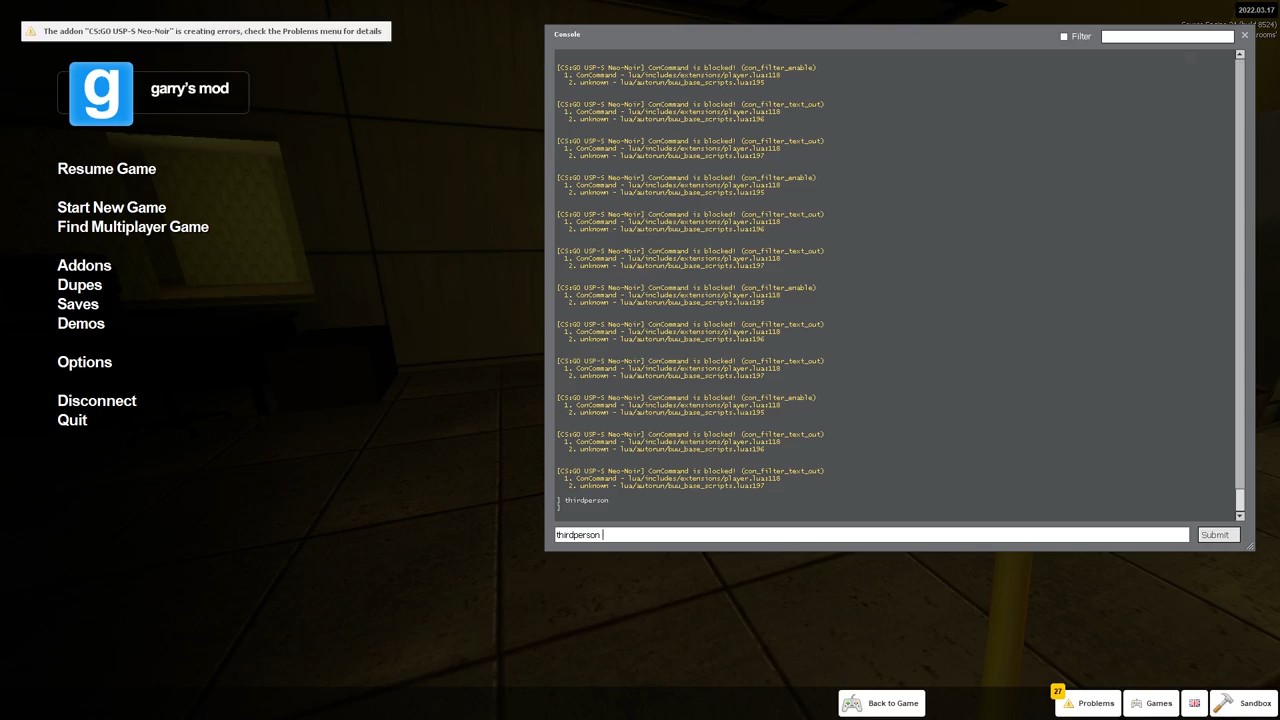 The addon "CS:GO USP-S Neo-Noir" is creating errors, check the Problems menu for details
2022.03.17
g
garry's mod
Resume Game
Start New Game
Find Multiplayer Game
Addons
Dupes
Saves
Demos
Options
Disconnect
Quit
Console
Filter
[CS:GO USP-S Neo-Noir] ConCommand is blocked! (con_filter_enable)
1. ConCommand - lua/includes/extensions/player.lua:118
2. unknown - lua/autorun/buu_base_scripts.lua:195
[CS:GO USP-S Neo-Noir] ConCommand is blocked! (con_filter_text_out)
1. ConCommand - lua/includes/extensions/player.lua:118
2. unknown - lua/autorun/buu_base_scripts.lua:196
[CS:GO USP-S Neo-Noir] ConCommand is blocked! (con_filter_text_out)
1. ConCommand - lua/includes/extensions/player.lua:118
2. unknown - lua/autorun/buu_base_scripts.lua:197
[CS:GO USP-S Neo-Noir] ConCommand is blocked! (con_filter_enable)
1. ConCommand - lua/includes/extensions/player.lua:118
2. unknown - lua/autorun/buu_base_scripts.lua:195
[CS:GO USP-S Neo-Noir] ConCommand is blocked! (con_filter_text_out)
1. ConCommand - lua/includes/extensions/player.lua:118
2. unknown - lua/autorun/buu_base_scripts.lua:196
[CS:GO USP-S Neo-Noir] ConCommand is blocked! (con_filter_text_out)
1. ConCommand - lua/includes/extensions/player.lua:118
2. unknown - lua/autorun/buu_base_scripts.lua:197
[CS:GO USP-S Neo-Noir] ConCommand is blocked! (con_filter_enable)
1. ConCommand - lua/includes/extensions/player.lua:118
2. unknown - lua/autorun/buu_base_scripts.lua:195
[CS:GO USP-S Neo-Noir] ConCommand is blocked! (con_filter_text_out)
1. ConCommand - lua/includes/extensions/player.lua:118
2. unknown - lua/autorun/buu_base_scripts.lua:196
[CS:GO USP-S Neo-Noir] ConCommand is blocked! (con_filter_text_out)
1. ConCommand - lua/includes/extensions/player.lua:118
2. unknown - lua/autorun/buu_base_scripts.lua:197
[CS:GO USP-S Neo-Noir] ConCommand is blocked! (con_filter_enable)
1. ConCommand - lua/includes/extensions/player.lua:118
2. unknown - lua/autorun/buu_base_scripts.lua:195
[CS:GO USP-S Neo-Noir] ConCommand is blocked! (con_filter_text_out)
1. ConCommand - lua/includes/extensions/player.lua:118
2. unknown - lua/autorun/buu_base_scripts.lua:196
[CS:GO USP-S Neo-Noir] ConCommand is blocked! (con_filter_text_out)
1. ConCommand - lua/includes/extensions/player.lua:118
2. unknown - lua/autorun/buu_base_scripts.lua:197
] thirdperson
]
thirdperson
Submit
Back to Game
27
Problems
Games
Sandbox